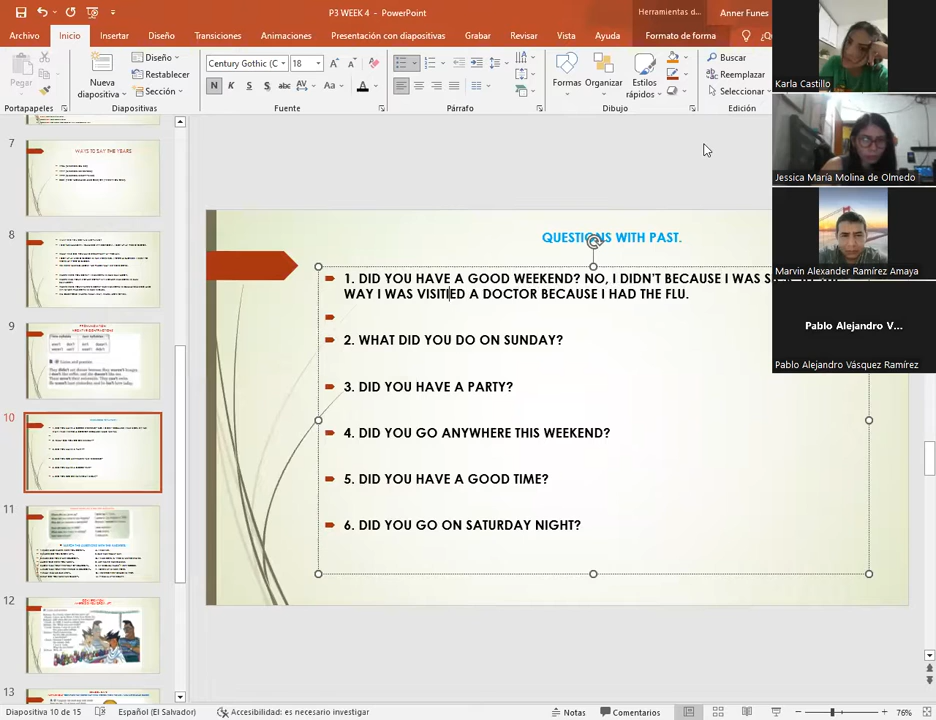 P3 WEEK 4 - PowerPoint
Herramientas d...
Anner Funes
Archivo Inicio Insertar Diseño Transiciones Animaciones Presentación con diapositivas Grabar Revisar Vista Ayuda Formato de forma
Pegar
Nueva diapositiva
Diseño
Restablecer
Sección
Century Gothic (C
18
N K S abc AV Aa A
Formas Organizar Estilos rápidos
Buscar
Reemplazar
Seleccionar
Portapapeles Diapositivas Fuente Párrafo Dibujo Edición
Karla Castillo
Jessica María Molina de Olmedo
Marvin Alexander Ramírez Amaya
Pablo Alejandro V...
Pablo Alejandro Vásquez Ramírez
7
WAYS TO SAY THE YEARS
8
9
10
11
12
13
QUESTIONS WITH PAST.
1. DID YOU HAVE A GOOD WEEKEND? NO, I DIDN'T BECAUSE I WAS
WAY I WAS VISITIED A DOCTOR BECAUSE I HAD THE FLU.
2. WHAT DID YOU DO ON SUNDAY?
3. DID YOU HAVE A PARTY?
4. DID YOU GO ANYWHERE THIS WEEKEND?
5. DID YOU HAVE A GOOD TIME?
6. DID YOU GO ON SATURDAY NIGHT?
Diapositiva 10 de 15 Español (El Salvador) Accesibilidad: es necesario investigar Notas Comentarios 76%